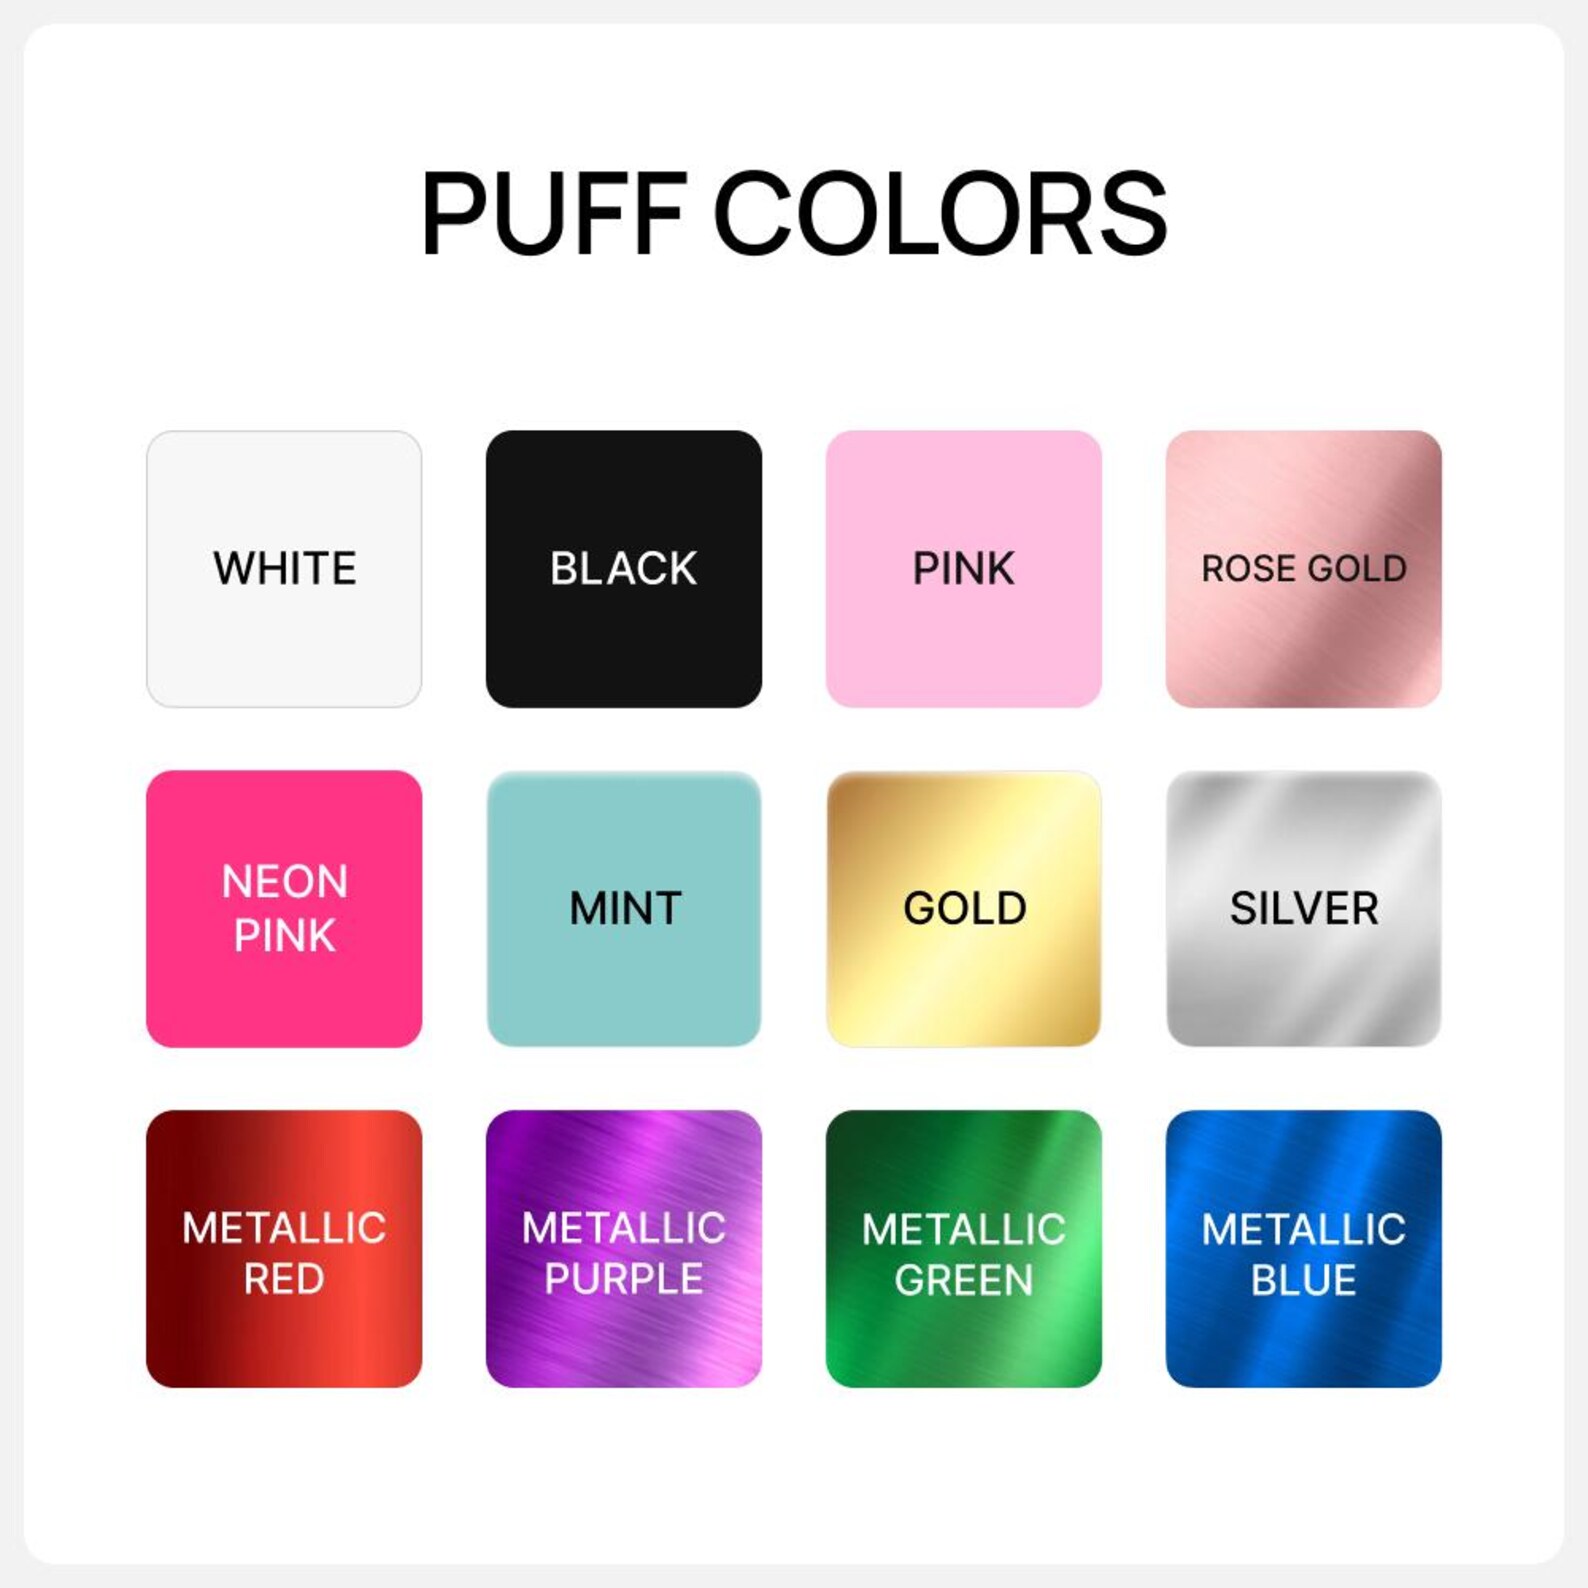 PUFF COLORS
WHITE
BLACK
PINK
ROSE GOLD
NEON
PINK
MINT
GOLD
SILVER
METALLIC
RED
METALLIC
PURPLE
METALLIC
GREEN
METALLIC
BLUE